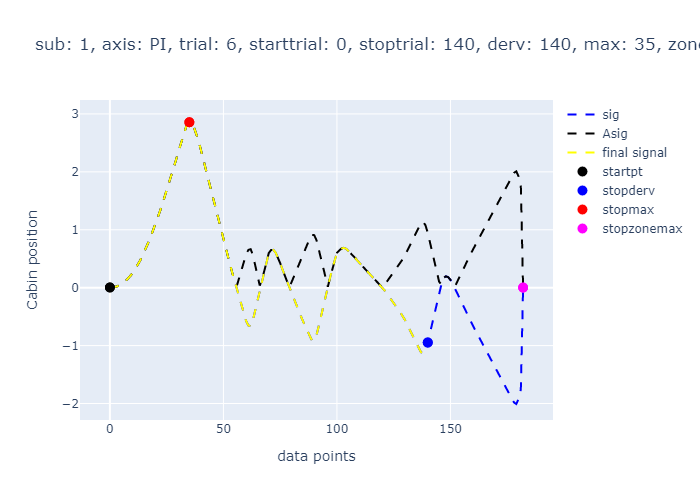 sub: 1, axis: PI, trial: 6, starttrial: 0, stoptrial: 140, derv: 140, max: 35,
3
2
1
0
−1
−2
Cabin position
0
50
100
150
data points
sig
Asig
final signal
startpt
stopderv
stopmax
stopzonemax